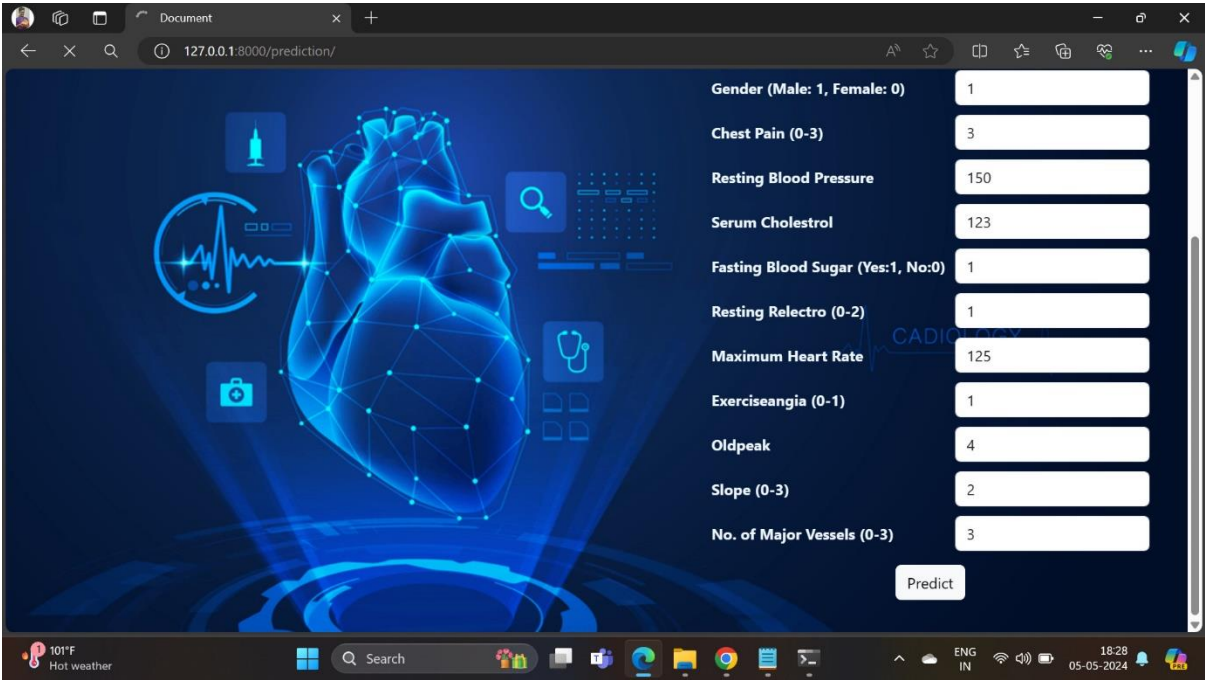 Document
127.0.0.1:8000/prediction/
Gender (Male: 1, Female: 0) 1
Chest Pain (0-3) 3
Resting Blood Pressure 150
Serum Cholestrol 123
Fasting Blood Sugar (Yes:1, No:0) 1
Resting Relectro (0-2) 1
CADIOLOGY
Maximum Heart Rate 125
Exerciseangia (0-1) 1
Oldpeak 4
Slope (0-3) 2
No. of Major Vessels (0-3) 3
Predict
1
101°F
Hot weather
Search
ENG
IN
18:28
05-05-2024
PRE